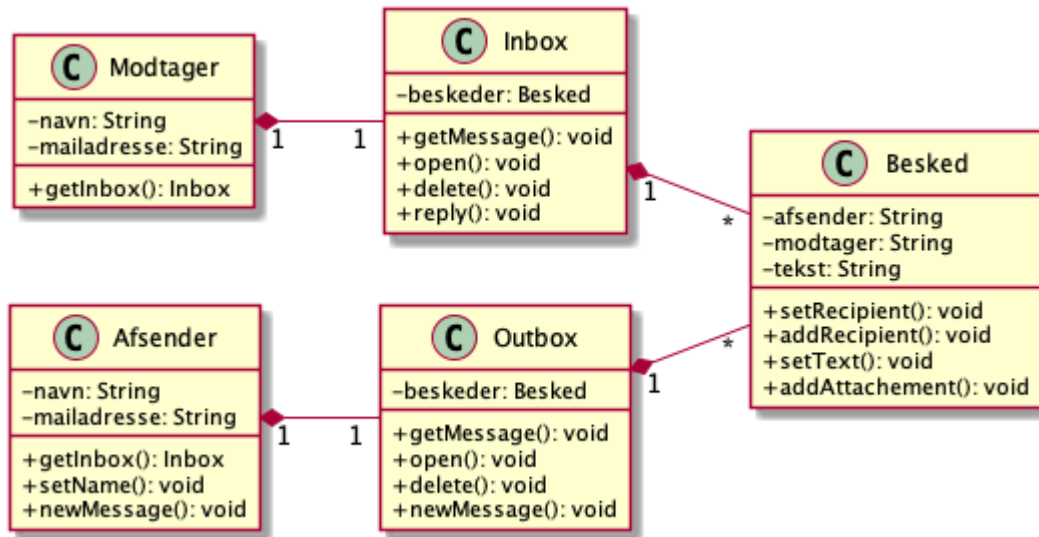 C Modtager
-navn: String
-mailadresse: String
+getInbox(): Inbox
1
1
C Inbox
-beskeder: Besked
+getMessage(): void
+open(): void
+delete(): void
+reply(): void
1
*
C Besked
-afsender: String
-modtager: String
-tekst: String
+setRecipient(): void
+addRecipient(): void
+setText(): void
+addAttachement(): void
C Afsender
-navn: String
-mailadresse: String
+getInbox(): Inbox
+setName(): void
+newMessage(): void
1
1
C Outbox
-beskeder: Besked
+getMessage(): void
+open(): void
+delete(): void
+newMessage(): void
1
*